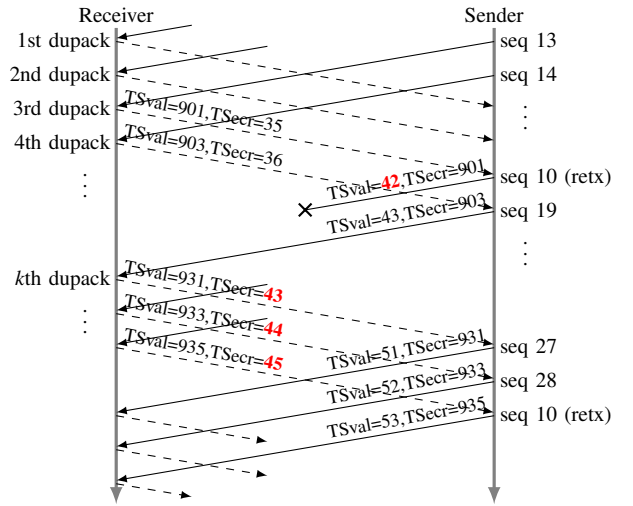 Receiver
Sender
1st dupack
seq 13
2nd dupack
seq 14
TSval=901,TSecr=35
3rd dupack
⋮
TSval=903,TSecr=36
4th dupack
TSval=42,TSecr=901
seq 10 (retx)
⋮
TSval=43,TSecr=903
seq 19
⋮
kth dupack
TSval=931,TSecr=43
TSval=933,TSecr=44
⋮
TSval=935,TSecr=45
TSval=51,TSecr=931
seq 27
TSval=52,TSecr=933
seq 28
TSval=53,TSecr=935
seq 10 (retx)